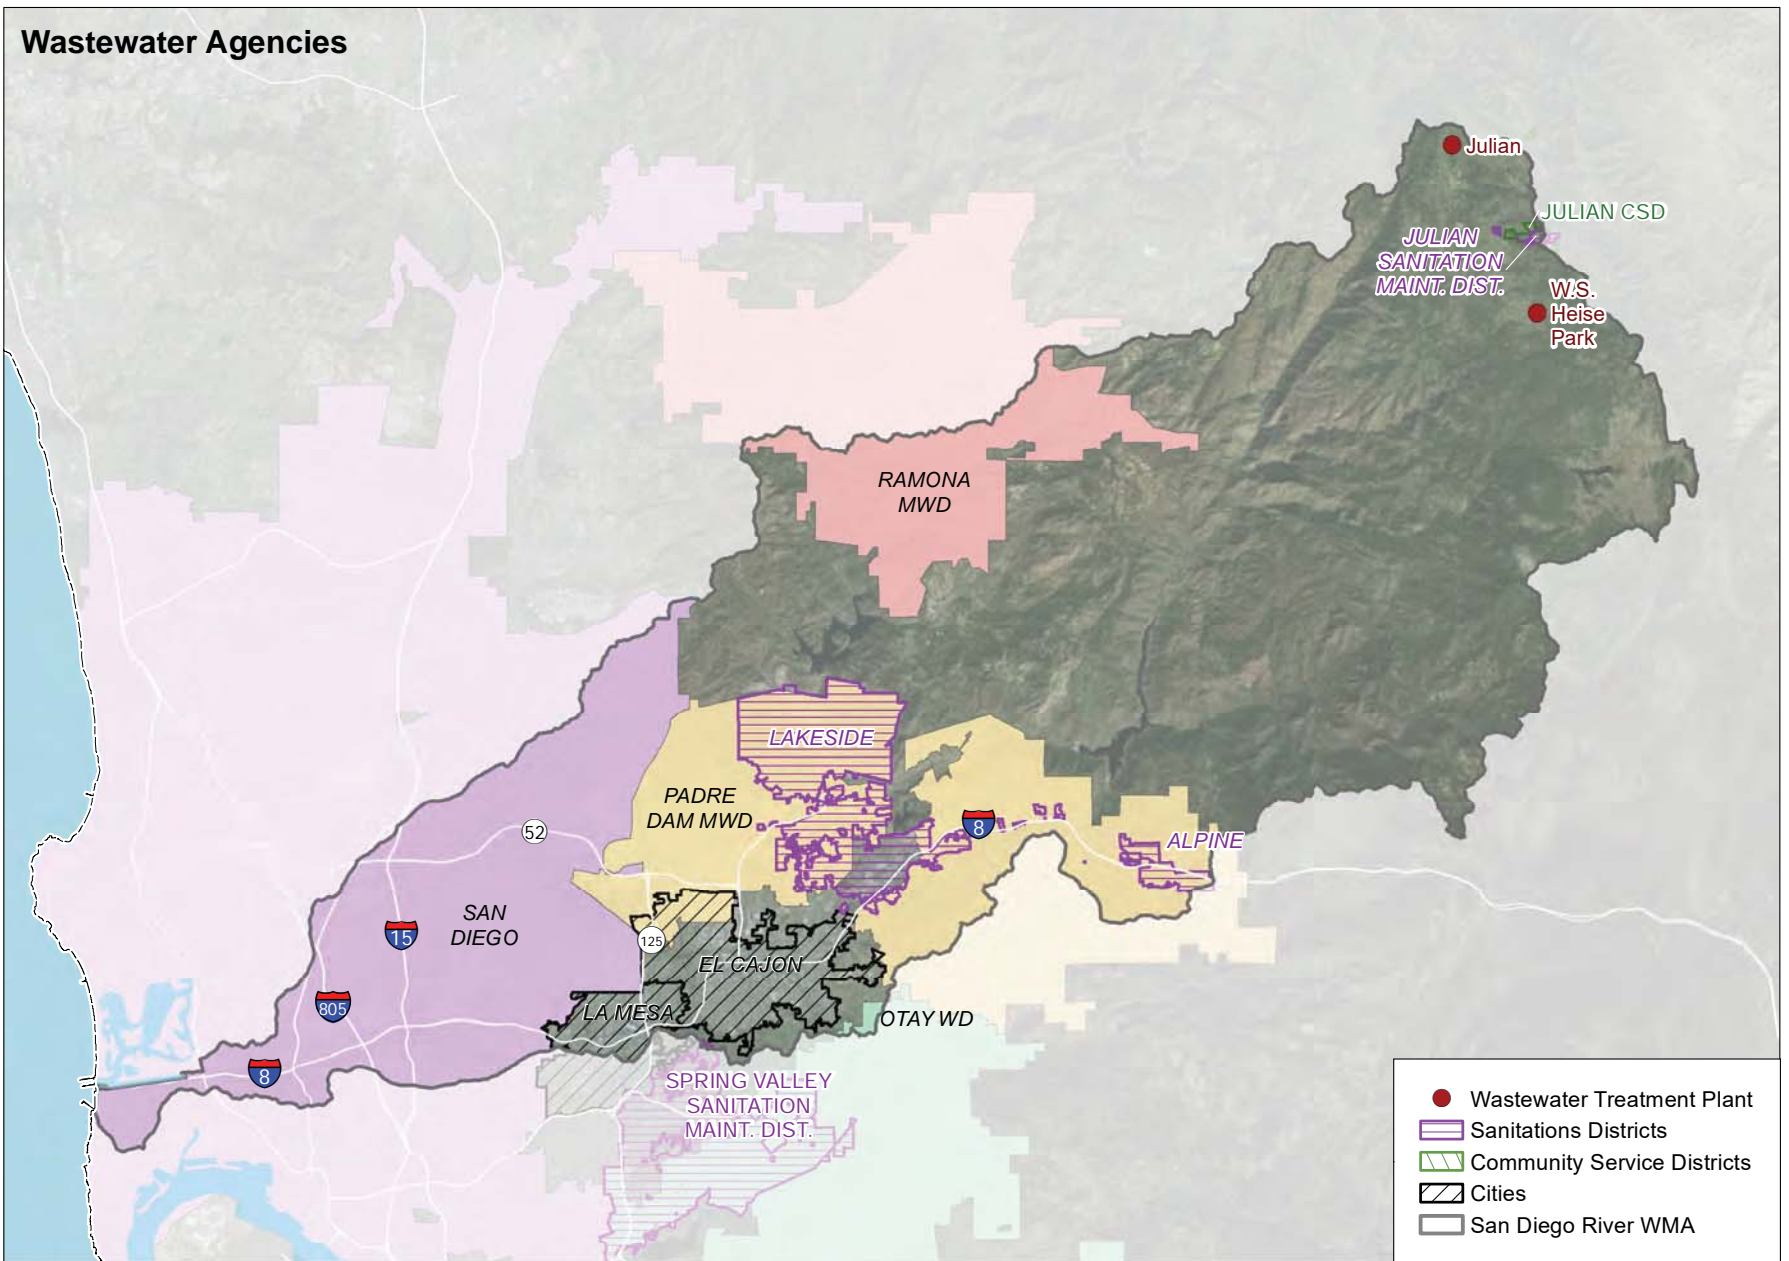 Wastewater Agencies
Julian
JULIAN CSD
JULIAN
SANITATION
MAINT. DIST.
W.S.
Heise
Park
RAMONA
MWD
LAKESIDE
PADRE
DAM MWD
52
8
ALPINE
SAN
DIEGO
15
125
EL CAJON
805
LA MESA
OTAY WD
8
SPRING VALLEY
SANITATION
MAINT. DIST.
Wastewater Treatment Plant
Sanitations Districts
Community Service Districts
Cities
San Diego River WMA